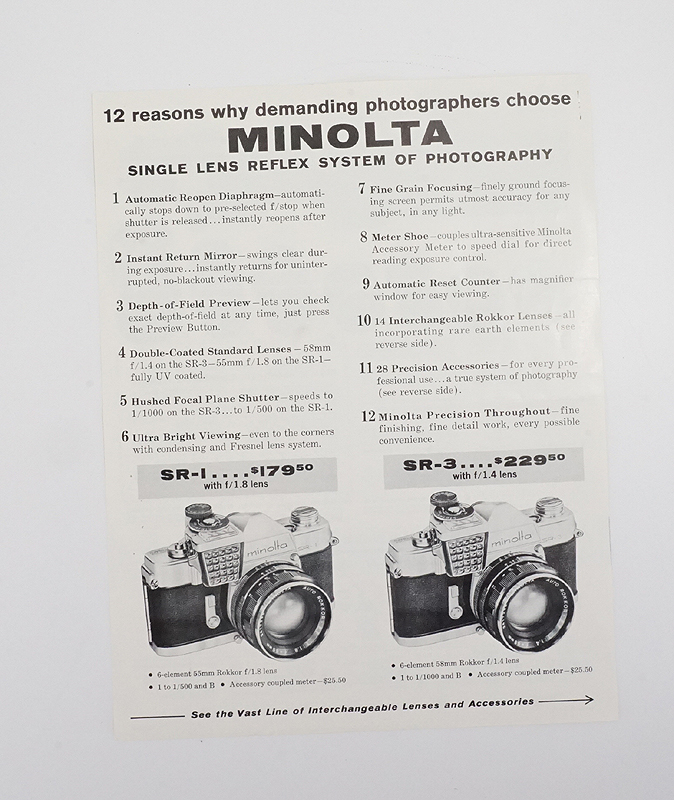 12 reasons why demanding photographers choose
MINOLTA
SINGLE LENS REFLEX SYSTEM OF PHOTOGRAPHY
1 Automatic Reopen Diaphragm—automati-
cally stops down to pre-selected f/stop when
shutter is released...instantly reopens after
exposure.
2 Instant Return Mirror—swings clear dur-
ing exposure...instantly returns for uninter-
rupted, no-blackout viewing.
3 Depth-of-Field Preview—lets you check
exact depth-of-field at any time, just press
the Preview Button.
4 Double-Coated Standard Lenses—58mm
f/1.4 on the SR-3—55mm f/1.8 on the SR-1—
fully UV coated.
5 Hushed Focal Plane Shutter—speeds to
1/1000 on the SR-3...to 1/500 on the SR-1.
6 Ultra Bright Viewing—even to the corners
with condensing and Fresnel lens system.
7 Fine Grain Focusing—finely ground focus-
ing screen permits utmost accuracy for any
subject, in any light.
8 Meter Shoe—couples ultra-sensitive Minolta
Accessory Meter to speed dial for direct
reading exposure control.
9 Automatic Reset Counter—has magnifier
window for easy viewing.
10 14 Interchangeable Rokkor Lenses—all
incorporating rare earth elements (see
reverse side).
11 28 Precision Accessories—for every pro-
fessional use...a true system of photography
(see reverse side).
12 Minolta Precision Throughout—fine
finishing, fine detail work, every possible
convenience.
SR-1....$179⁵⁰
with f/1.8 lens
minolta
• 6-element 55mm Rokkor f/1.8 lens
• 1 to 1/500 and B • Accessory coupled meter—$25.50
SR-3....$229⁵⁰
with f/1.4 lens
minolta
• 6-element 58mm Rokkor f/1.4 lens
• 1 to 1/1000 and B • Accessory coupled meter—$25.50
See the Vast Line of Interchangeable Lenses and Accessories